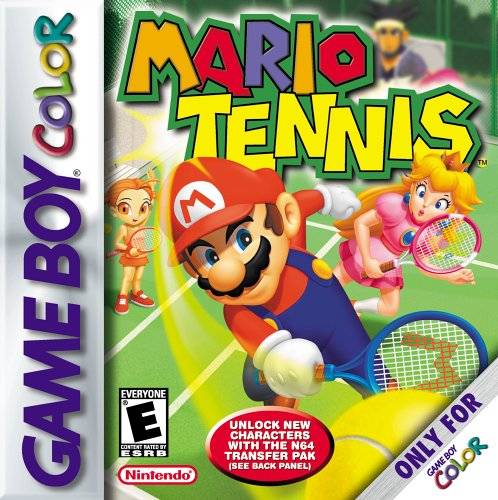 GAME BOY COLOR
MARIO
TENNIS
TM
M
EVERYONE
E
CONTENT RATED BY
ESRB
Nintendo
®
UNLOCK NEW
CHARACTERS
WITH THE N64
TRANSFER PAK
(SEE BACK PANEL)
ONLY FOR
GAME BOY
COLOR